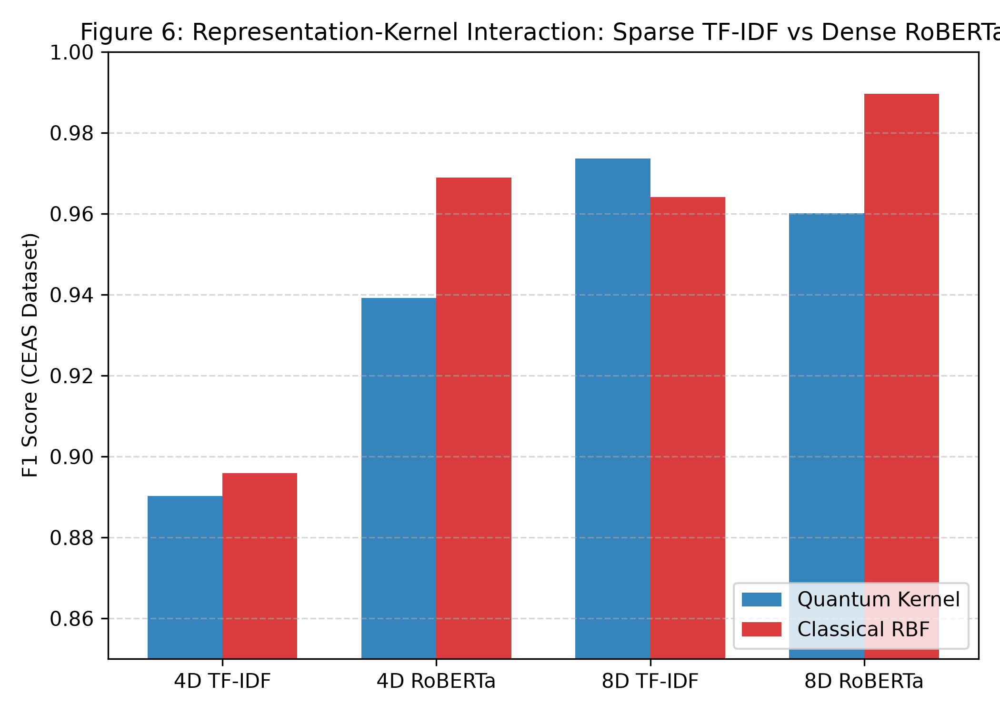 Figure 6: Representation-Kernel Interaction: Sparse TF-IDF vs Dense RoBERTa
1.00
0.98
0.96
0.94
0.92
0.90
0.88
0.86
F1 Score (CEAS Dataset)
Quantum Kernel
Classical RBF
4D TF-IDF
4D RoBERTa
8D TF-IDF
8D RoBERTa